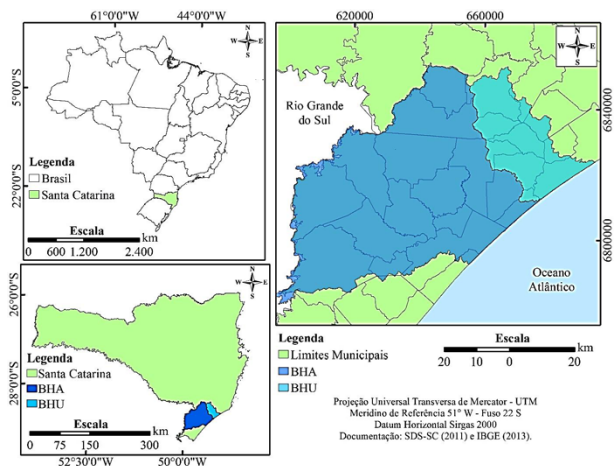 61°0'0"W 44°0'0"W
N
W E
S
5°0'0"S
22°0'0"S
Legenda
Brasil
Santa Catarina
Escala
km
0 600 1.200 2.400
26°0'0"S
28°0'0"S
N
W E
S
Legenda
Santa Catarina
BHA
BHU
Escala
km
0 75 150 300
52°30'0"W 50°0'0"W
620000 660000
N
W E
S
6840000
6800000
Rio Grande
do Sul
Oceano
Atlântico
Legenda
Limites Municipais
BHA
BHU
Escala
km
20 10 0 20
Projeção Universal Transversa de Mercator - UTM
Meridino de Referência 51° W - Fuso 22 S
Datum Horizontal Sirgas 2000
Documentação: SDS-SC (2011) e IBGE (2013).